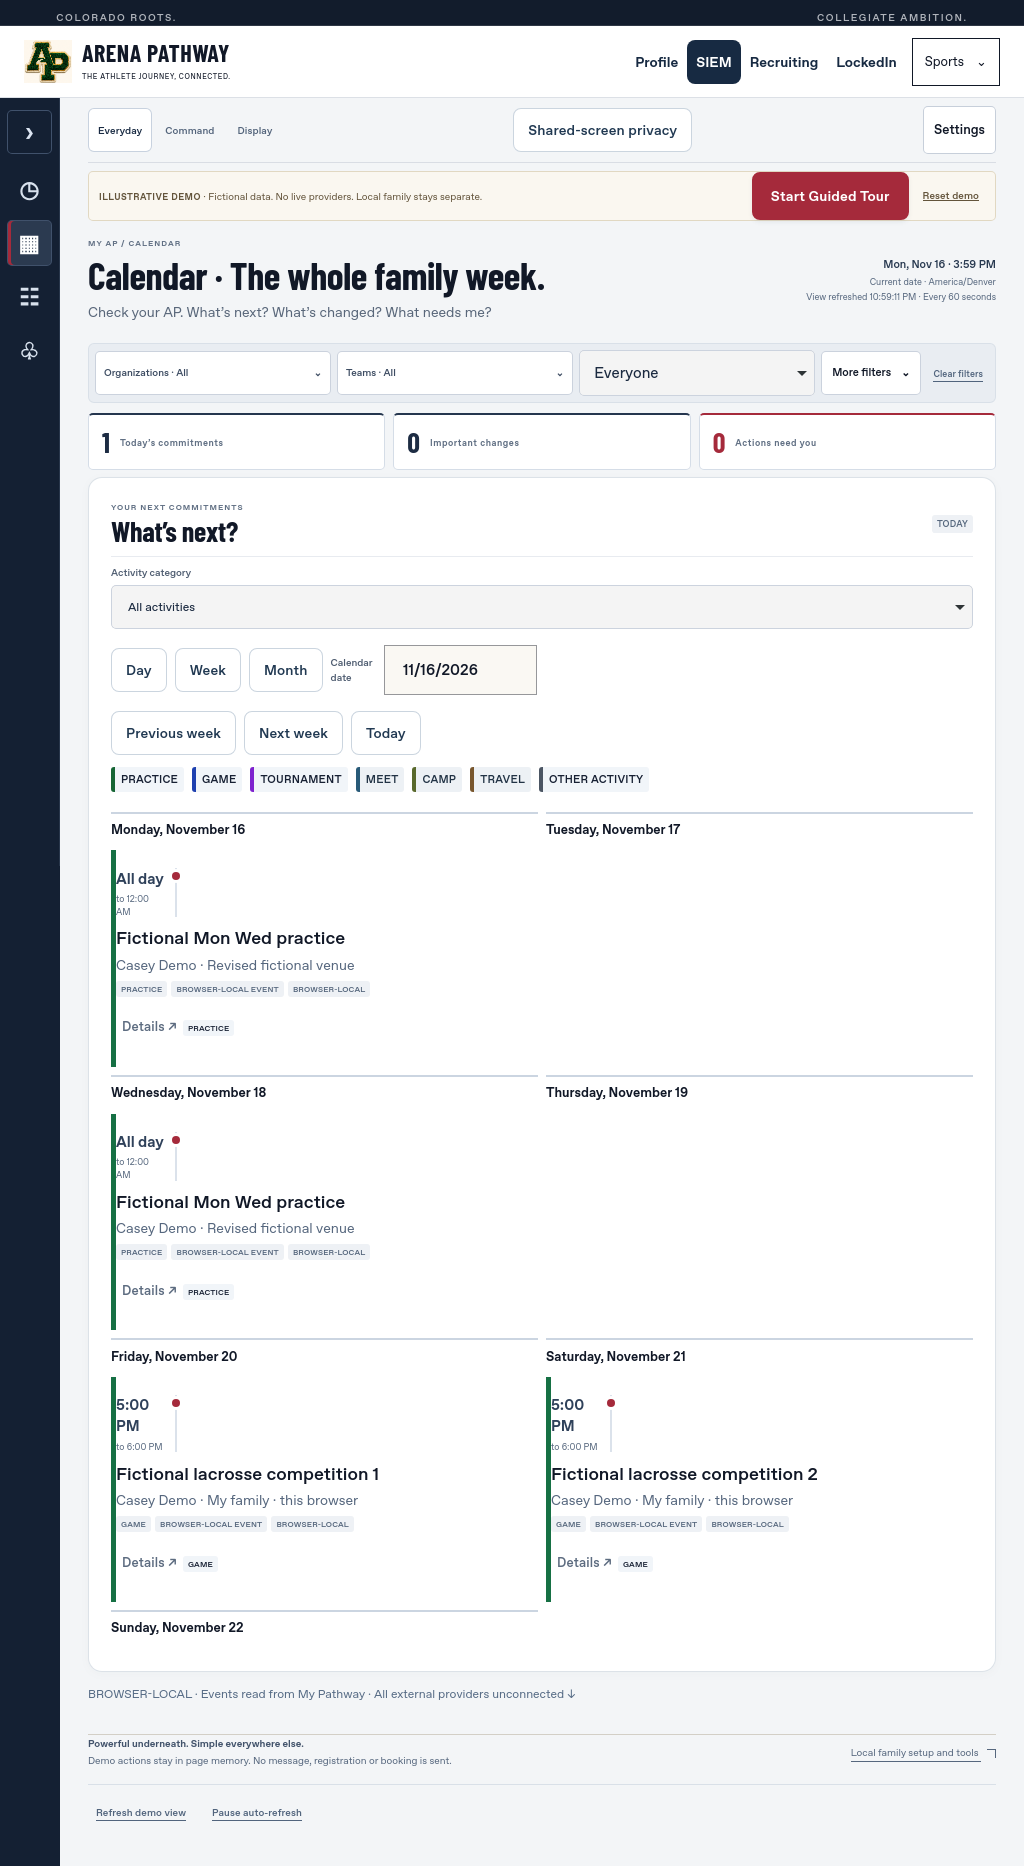 COLORADO ROOTS.
COLLEGIATE AMBITION.
AP
ARENA PATHWAY
THE ATHLETE JOURNEY, CONNECTED.
Profile
SIEM
Recruiting
LockedIn
Sports
Everyday
Command
Display
Shared-screen privacy
Settings
ILLUSTRATIVE DEMO · Fictional data. No live providers. Local family stays separate.
Start Guided Tour
Reset demo
MY AP / CALENDAR
Calendar · The whole family week.
Check your AP. What's next? What's changed? What needs me?
Mon, Nov 16 · 3:59 PM
Current date · America/Denver
View refreshed 10:59:11 PM · Every 60 seconds
Organizations · All
Teams · All
Everyone
More filters
Clear filters
1 Today's commitments
0 Important changes
0 Actions need you
YOUR NEXT COMMITMENTS
What's next?
TODAY
Activity category
All activities
Day
Week
Month
Calendar
date
11/16/2026
Previous week
Next week
Today
PRACTICE
GAME
TOURNAMENT
MEET
CAMP
TRAVEL
OTHER ACTIVITY
Monday, November 16
All day
to 12:00
AM
Fictional Mon Wed practice
Casey Demo · Revised fictional venue
PRACTICE BROWSER-LOCAL EVENT BROWSER-LOCAL
Details ↗ PRACTICE
Tuesday, November 17
Wednesday, November 18
All day
to 12:00
AM
Fictional Mon Wed practice
Casey Demo · Revised fictional venue
PRACTICE BROWSER-LOCAL EVENT BROWSER-LOCAL
Details ↗ PRACTICE
Thursday, November 19
Friday, November 20
5:00
PM
to 6:00 PM
Fictional lacrosse competition 1
Casey Demo · My family · this browser
GAME BROWSER-LOCAL EVENT BROWSER-LOCAL
Details ↗ GAME
Saturday, November 21
5:00
PM
to 6:00 PM
Fictional lacrosse competition 2
Casey Demo · My family · this browser
GAME BROWSER-LOCAL EVENT BROWSER-LOCAL
Details ↗ GAME
Sunday, November 22
BROWSER-LOCAL · Events read from My Pathway · All external providers unconnected ↓
Powerful underneath. Simple everywhere else.
Demo actions stay in page memory. No message, registration or booking is sent.
Local family setup and tools
Refresh demo view
Pause auto-refresh